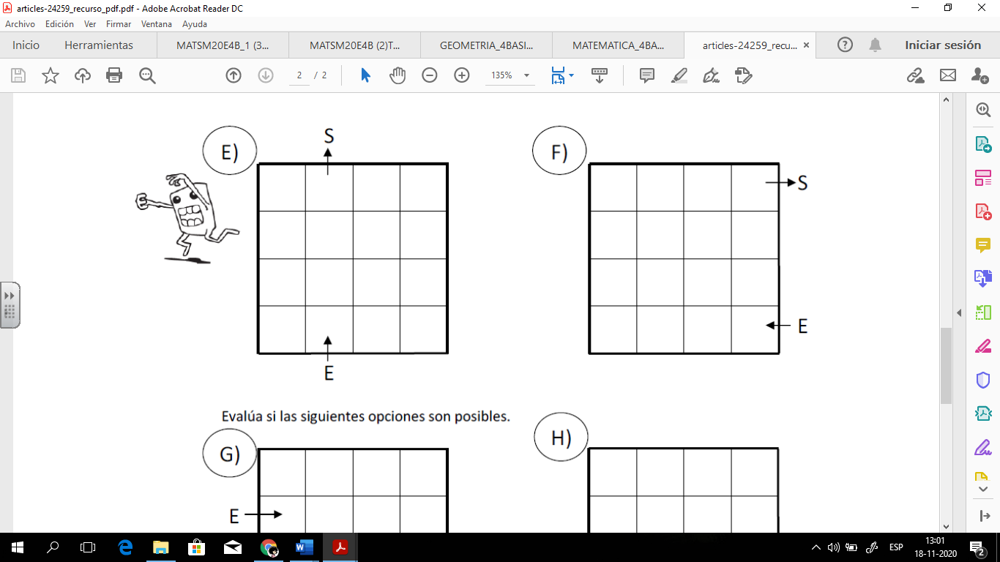 articles-24259_recurso_pdf.pdf - Adobe Acrobat Reader DC
Archivo Edición Ver Firmar Ventana Ayuda
Inicio Herramientas MATSM20E4B_1 (3... MATSM20E4B (2)T... GEOMETRIA_4BASI... MATEMATICA_4BA... articles-24259_recu... × ? Iniciar sesión
2 / 2 135%
E) S
F) S
E
E
Evalúa si las siguientes opciones son posibles.
G) H)
E
ESP 13:01
18-11-2020 2